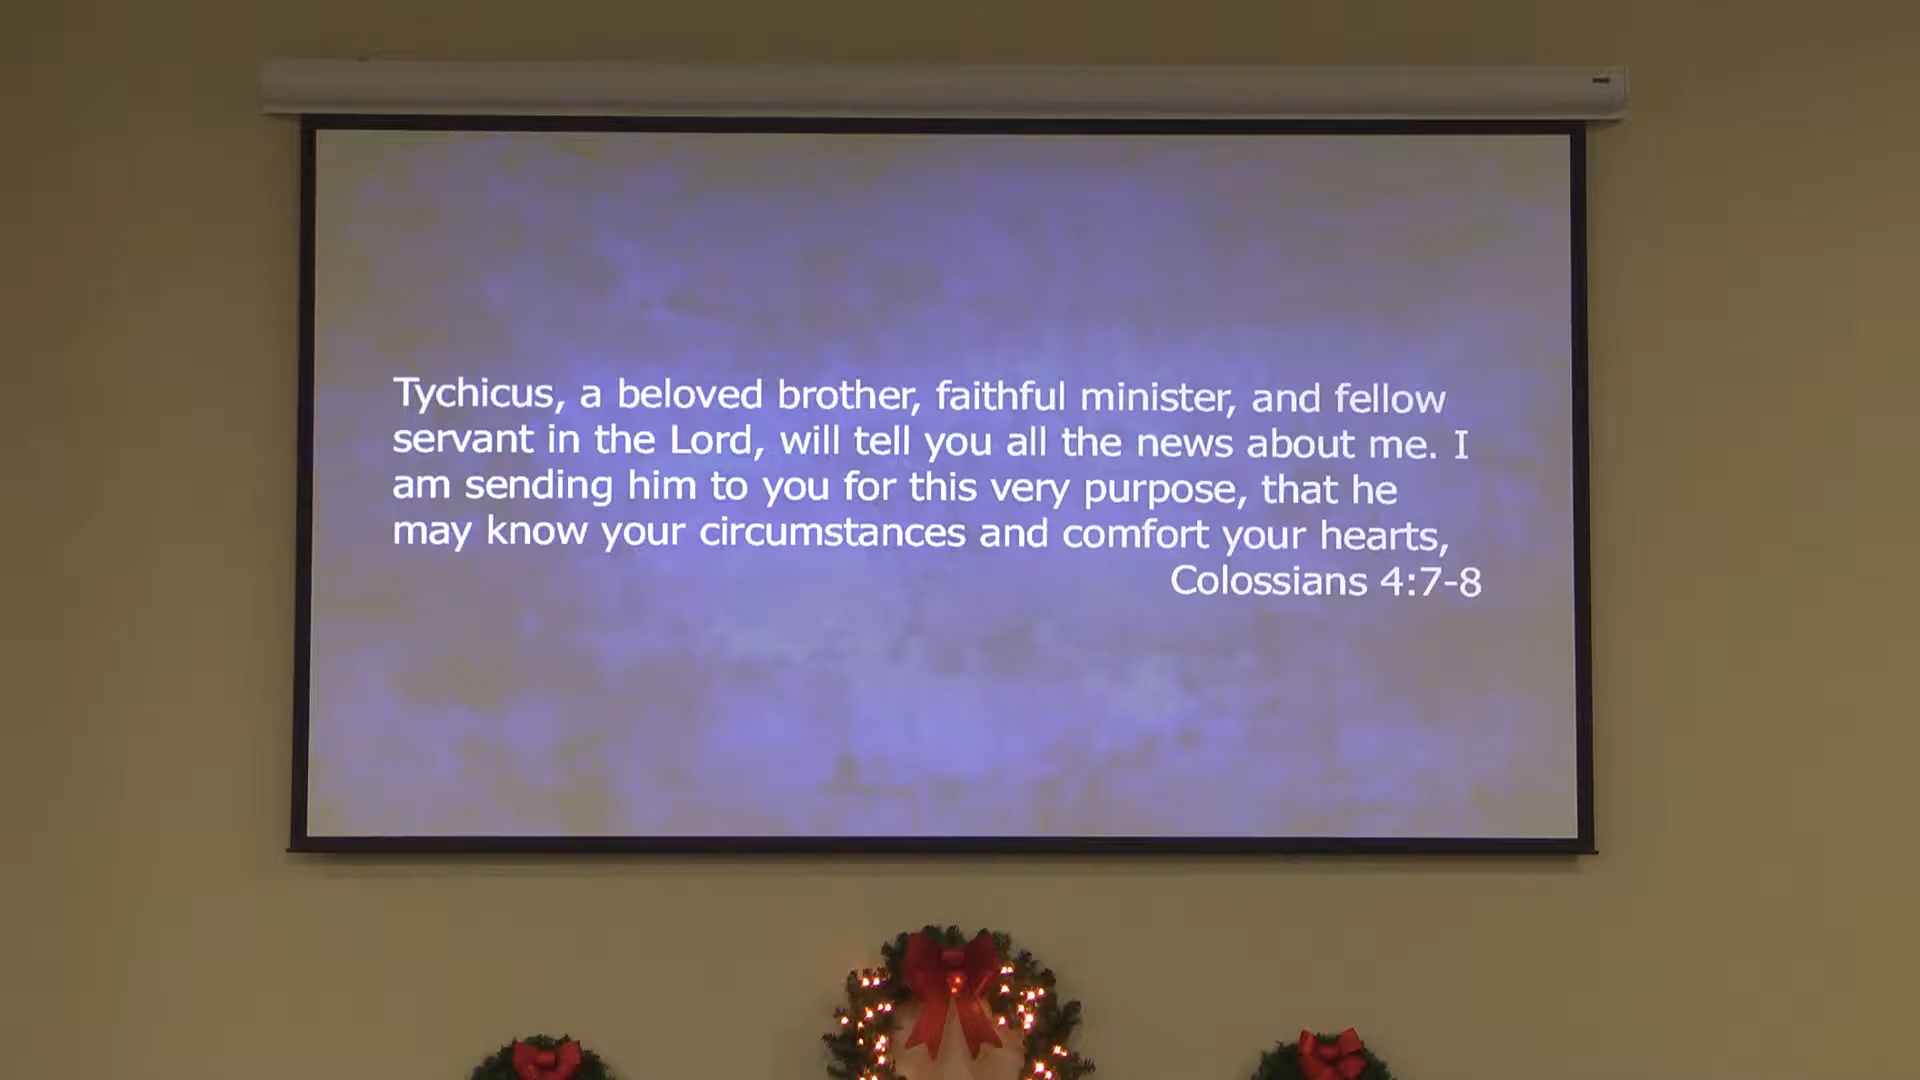 Tychicus, a beloved brother, faithful minister, and fellow
servant in the Lord, will tell you all the news about me. I
am sending him to you for this very purpose, that he
may know your circumstances and comfort your hearts,
Colossians 4:7-8